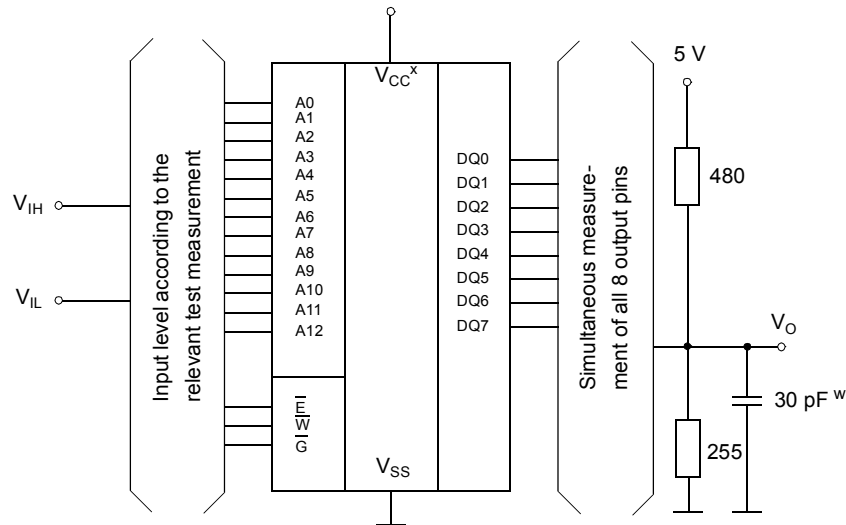 V_IH
V_IL
Input level according to the
relevant test measurement
A0
A1
A2
A3
A4
A5
A6
A7
A8
A9
A10
A11
A12
E̅
W̅
G̅
V_CC^x
V_SS
DQ0
DQ1
DQ2
DQ3
DQ4
DQ5
DQ6
DQ7
Simultaneous measure-
ment of all 8 output pins
5 V
480
V_O
30 pF ^w
255